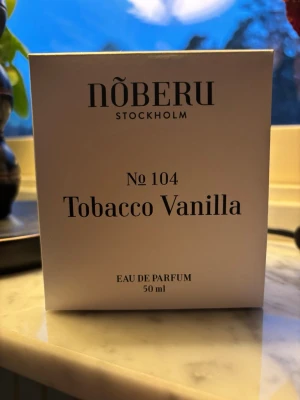 nõberu
STOCKHOLM
No 104
Tobacco Vanilla
EAU DE PARFUM
50 ml